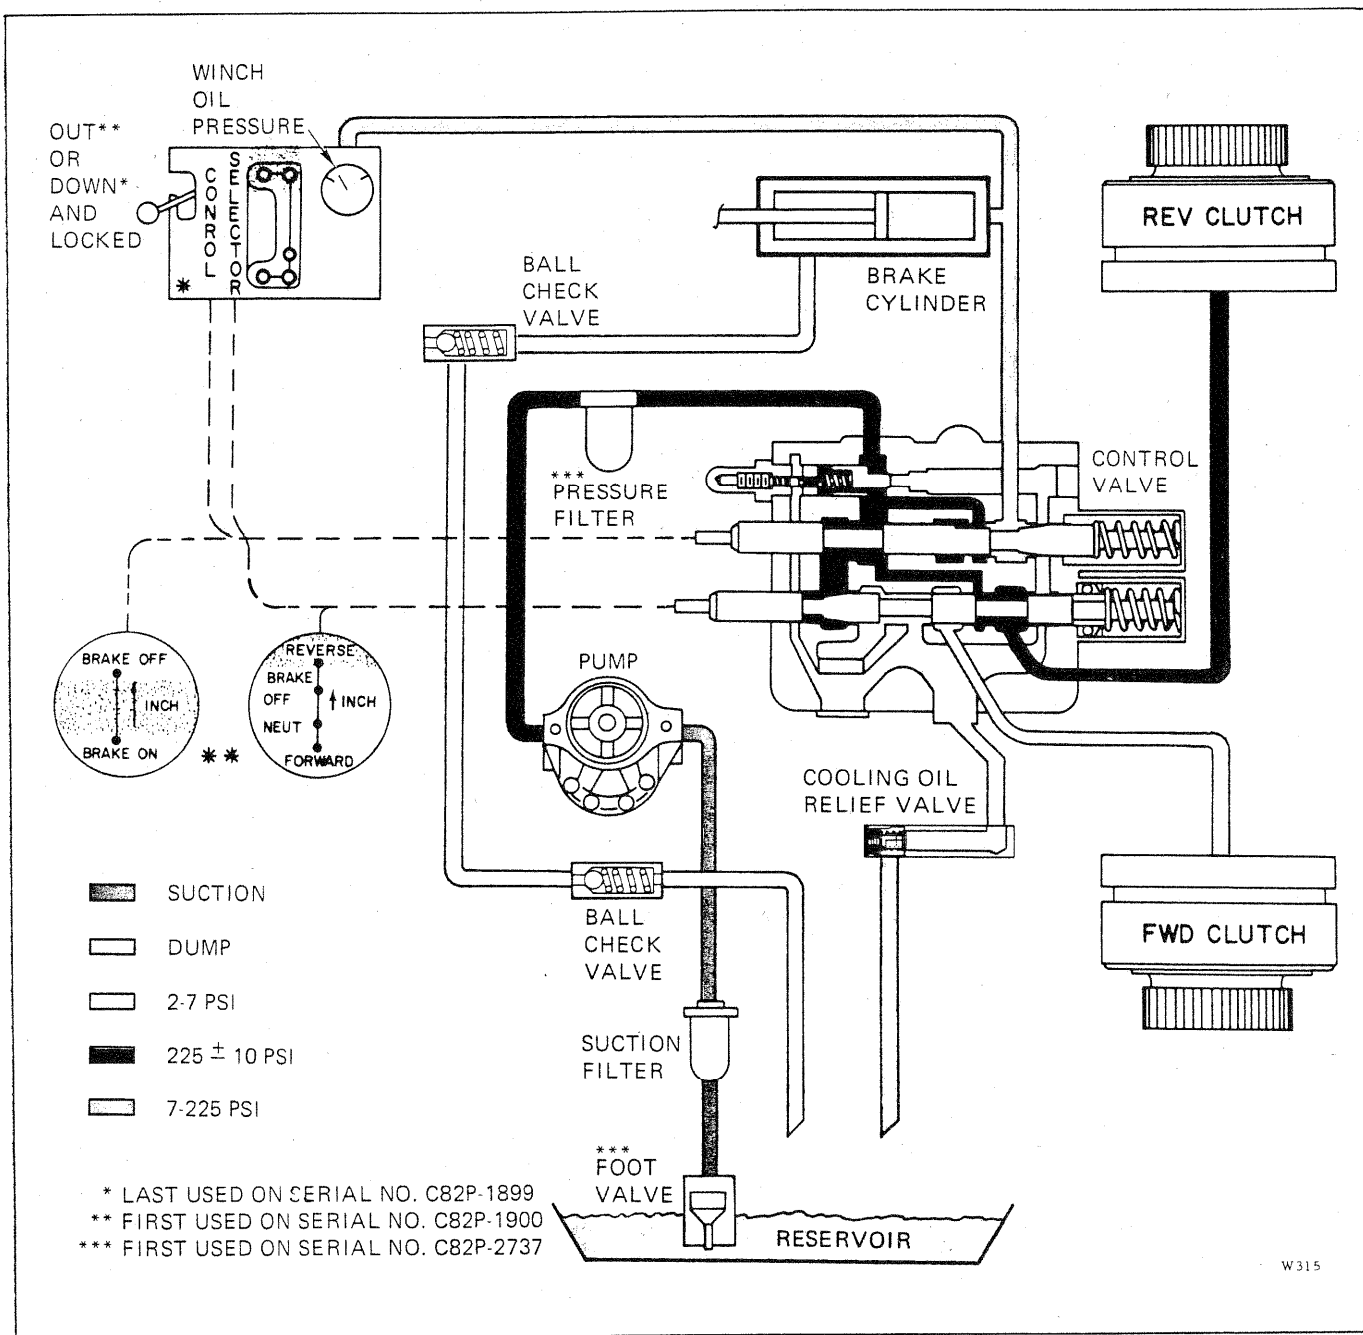 WINCH
OIL
PRESSURE
OUT**
OR
DOWN*
AND
LOCKED
CONROL
SELECTOR
*
BALL
CHECK
VALVE
BRAKE
CYLINDER
REV CLUTCH
***
PRESSURE
FILTER
CONTROL
VALVE
BRAKE OFF
INCH
BRAKE ON
**
REVERSE
BRAKE
OFF
INCH
NEUT
FORWARD
PUMP
COOLING OIL
RELIEF VALVE
FWD CLUTCH
BALL
CHECK
VALVE
SUCTION
FILTER
SUCTION
DUMP
2-7 PSI
225 ± 10 PSI
7-225 PSI
***
FOOT
VALVE
RESERVOIR
* LAST USED ON SERIAL NO. C82P-1899
** FIRST USED ON SERIAL NO. C82P-1900
*** FIRST USED ON SERIAL NO. C82P-2737
W315